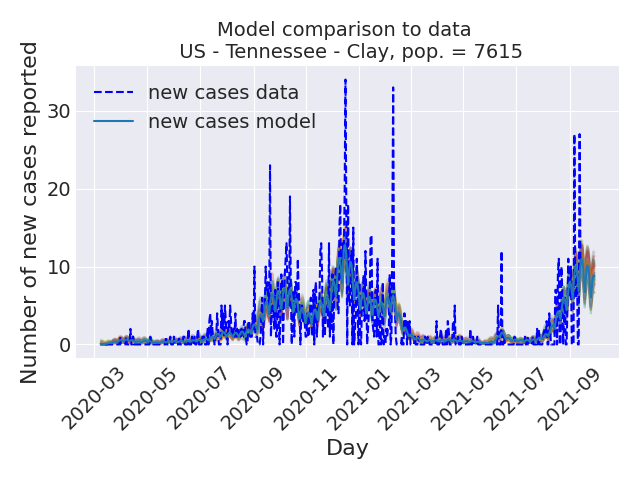 Model comparison to data
US - Tennessee - Clay, pop. = 7615
Number of new cases reported
30
20
10
0
new cases data
new cases model
2020-03
2020-05
2020-07
2020-09
2020-11
2021-01
2021-03
2021-05
2021-07
2021-09
Day